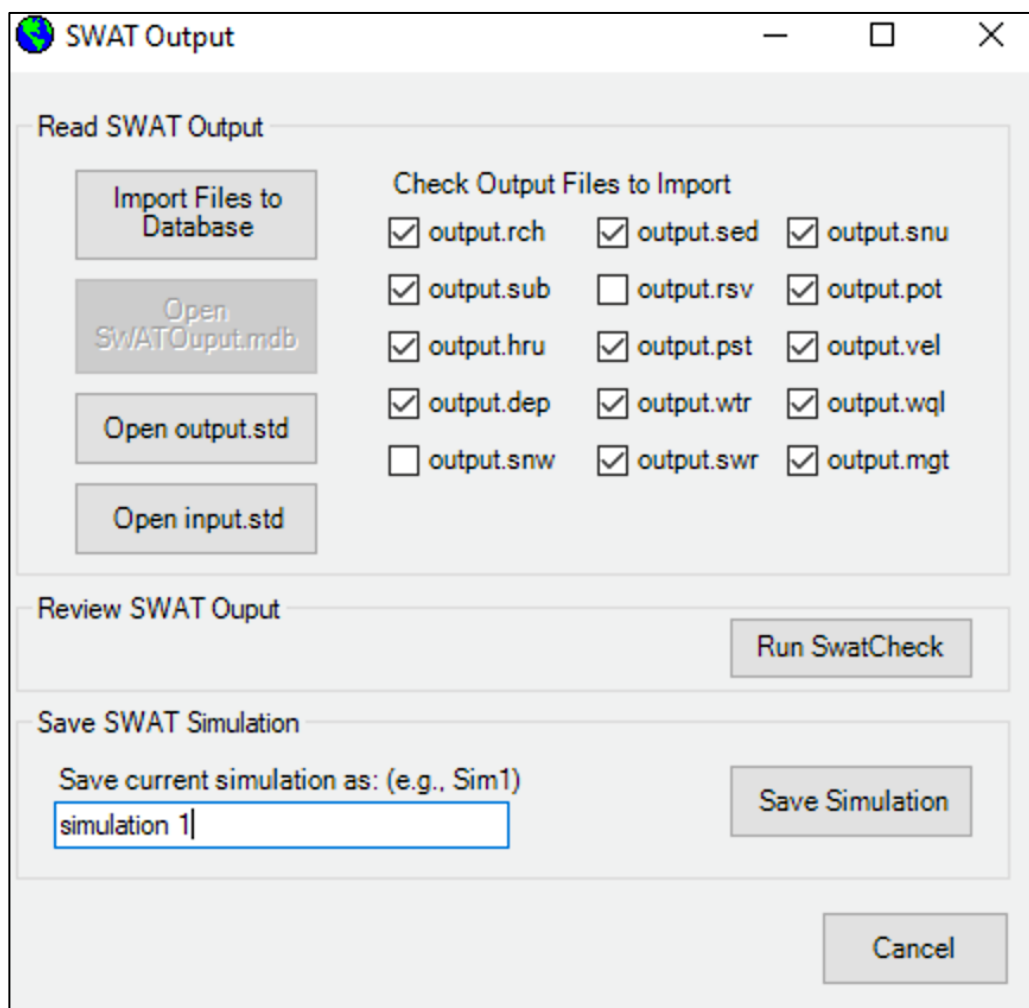 SWAT Output
Read SWAT Output
Import Files to
Database
Open
SWATOuput.mdb
Open output.std
Open input.std
Check Output Files to Import
output.rch output.sed output.snu
output.sub output.rsv output.pot
output.hru output.pst output.vel
output.dep output.wtr output.wql
output.snw output.swr output.mgt
Review SWAT Ouput
Run SwatCheck
Save SWAT Simulation
Save current simulation as: (e.g., Sim1)
simulation 1
Save Simulation
Cancel